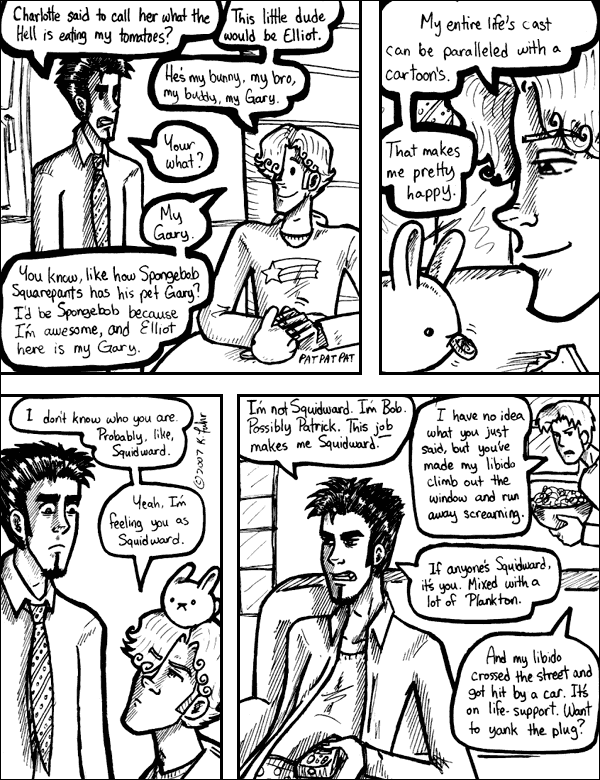 Charlotte said to call her what the
Hell is eating my tomatoes?
This little dude
would be Elliot.
He's my bunny, my bro,
my buddy, my Gary.
Your
what?
My
Gary.
You know, like how Spongebob
Squarepants has his pet Gary?
I'd be Spongebob because
I'm awesome, and Elliot
here is my Gary.
PAT PAT PAT
My entire life's cast
can be paralleled with a
cartoon's.
That makes
me pretty
happy.
I don't know who you are.
Probably, like,
Squidward.
Yeah, I'm
feeling you as
Squidward.
I'm not Squidward. I'm Bob.
Possibly Patrick. This job
makes me Squidward.
I have no idea
what you just
said, but you've
made my libido
climb out the
window and run
away screaming.
If anyone's Squidward,
it's you. Mixed with a
lot of Plankton.
And my libido
crossed the street and
got hit by a car. It's
on life-support. Want
to yank the plug?